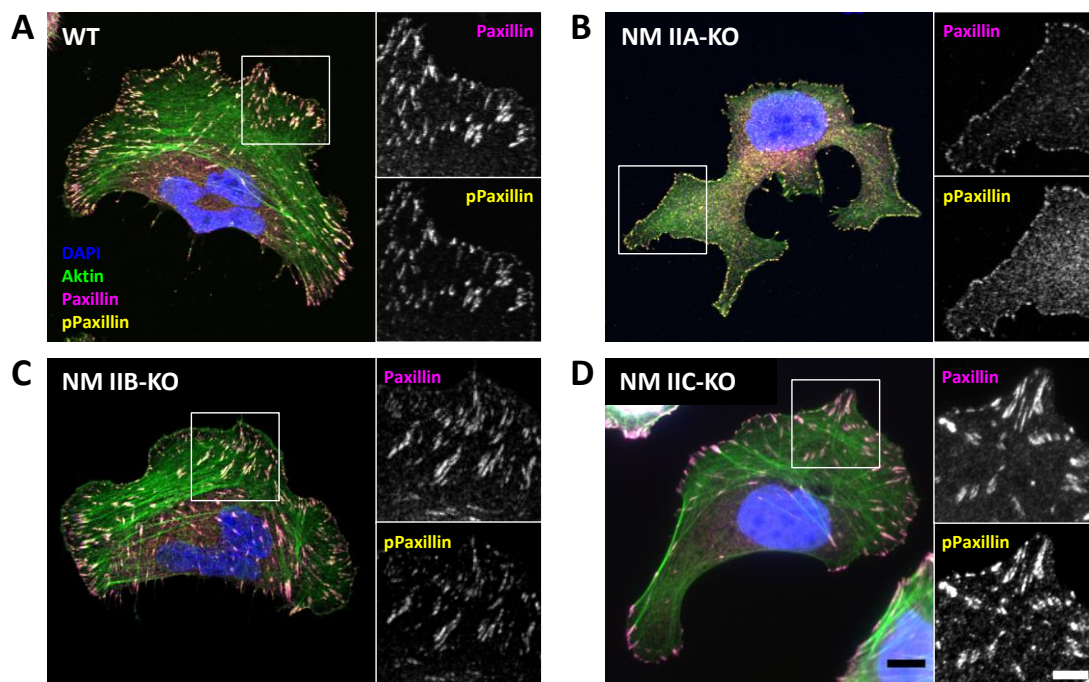 A
WT
Paxillin
pPaxillin
DAPI
Aktin
Paxillin
pPaxillin
B
NM IIA-KO
Paxillin
pPaxillin
C
NM IIB-KO
Paxillin
pPaxillin
D
NM IIC-KO
Paxillin
pPaxillin